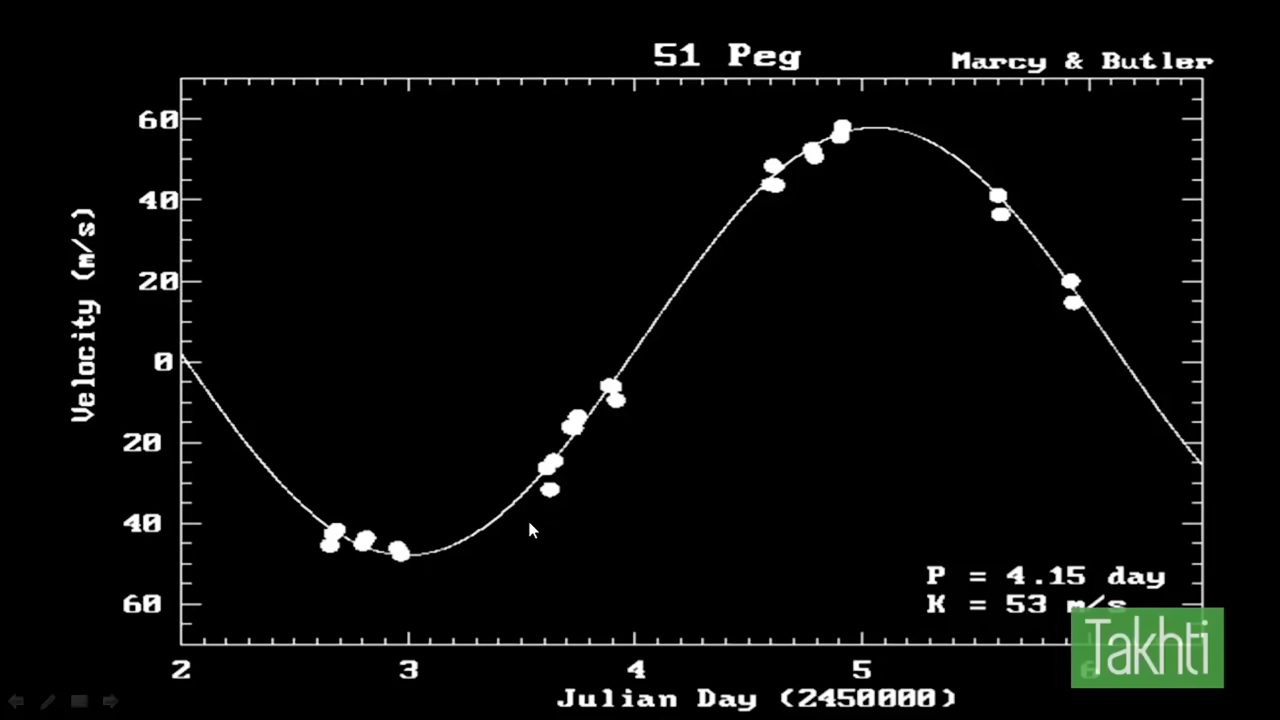 51 Peg
Marcy & Butler
60
40
20
0
20
40
60
Velocity (m/s)
P = 4.15 day
K = 53 m/s
2 3 4 5 6
Julian Day (2450000)
Takhti